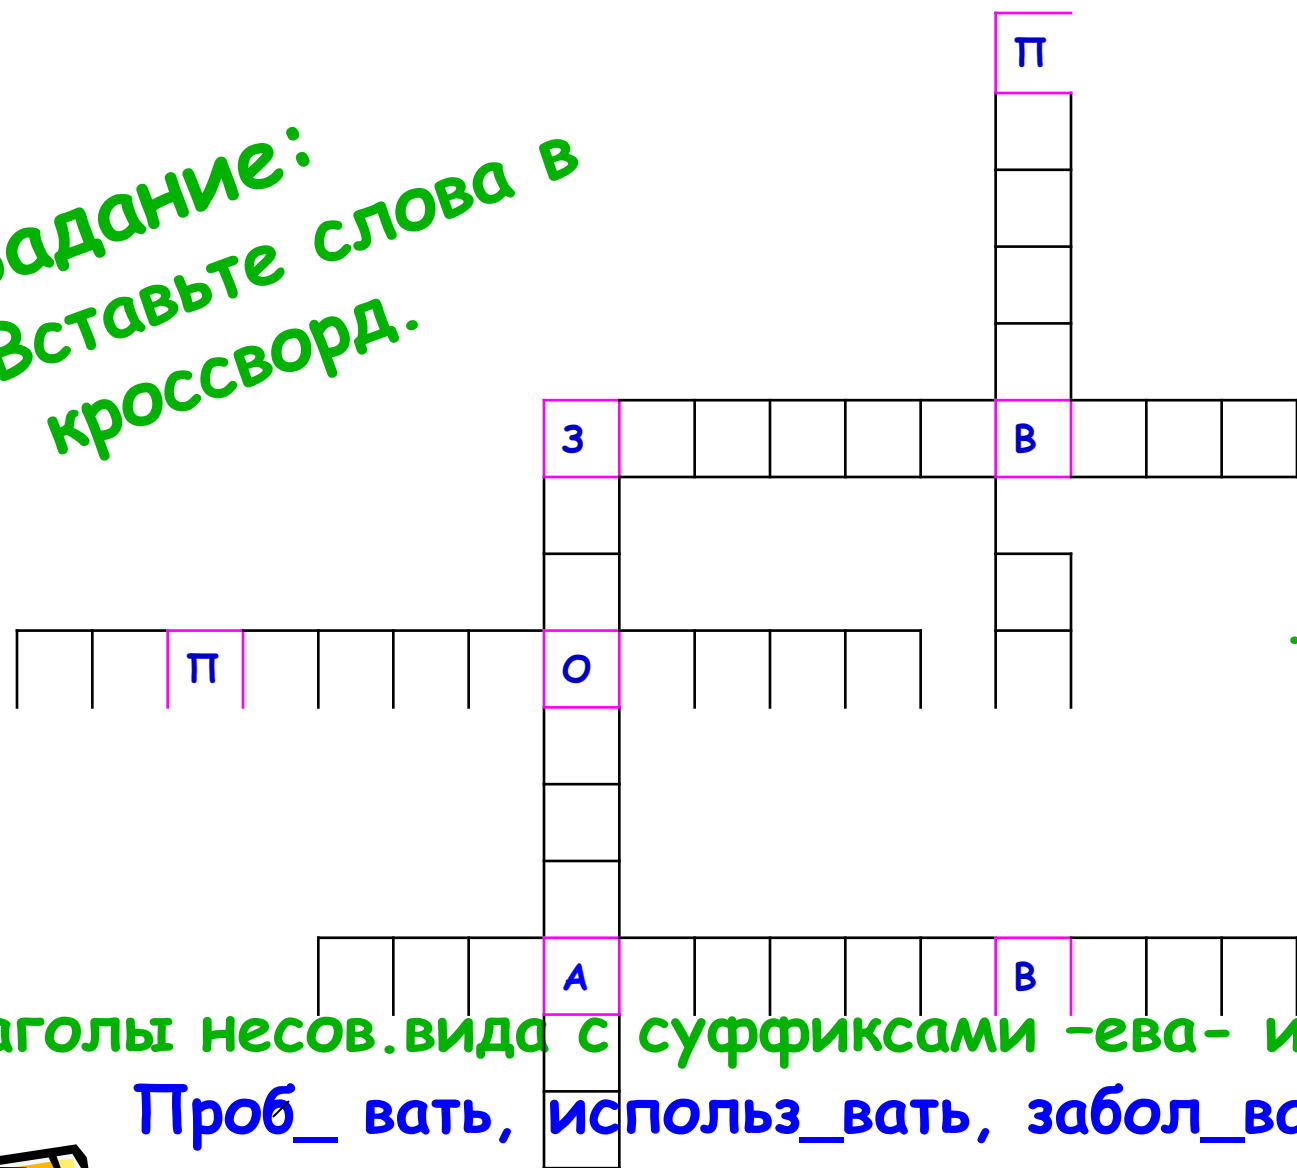 адание:
Вставьте слова в
кроссворд.
П
З В
П О
А В
аголы несов.вида с суффиксами –ева- и
Проб_ вать, использ_вать, забол_ва